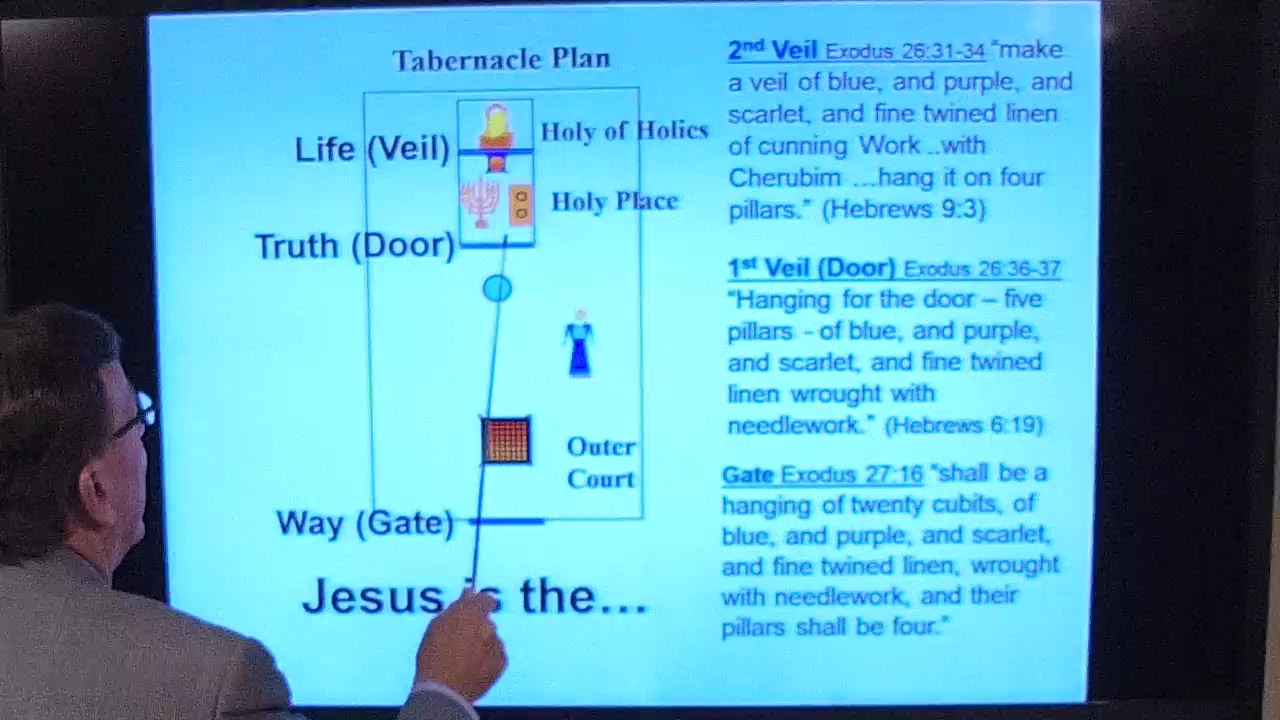 Tabernacle Plan
Life (Veil)
Holy of Holies
Holy Place
Truth (Door)
Outer
Court
Way (Gate)
Jesus is the...
2nd Veil Exodus 26:31-34 "make
a veil of blue, and purple, and
scarlet, and fine twined linen
of cunning Work ..with
Cherubim ...hang it on four
pillars." (Hebrews 9:3)
1st Veil (Door) Exodus 26:36-37
"Hanging for the door – five
pillars - of blue, and purple,
and scarlet, and fine twined
linen wrought with
needlework." (Hebrews 6:19)
Gate Exodus 27:16 "shall be a
hanging of twenty cubits, of
blue, and purple, and scarlet,
and fine twined linen, wrought
with needlework, and their
pillars shall be four."